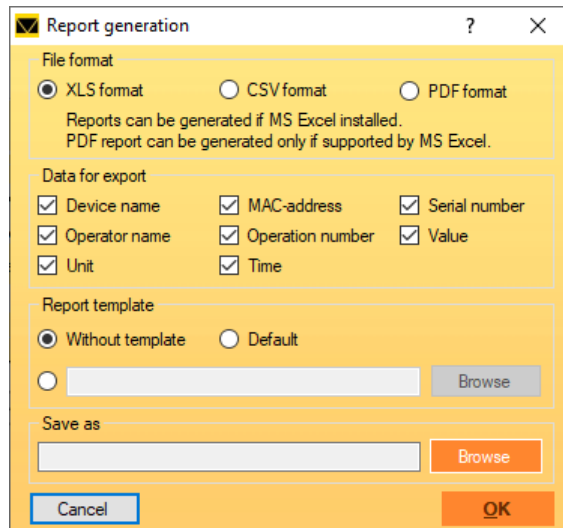 Report generation
File format
XLS format CSV format PDF format
Reports can be generated if MS Excel installed.
PDF report can be generated only if supported by MS Excel.
Data for export
Device name MAC-address Serial number
Operator name Operation number Value
Unit Time
Report template
Without template Default
Browse
Save as
Browse
Cancel OK